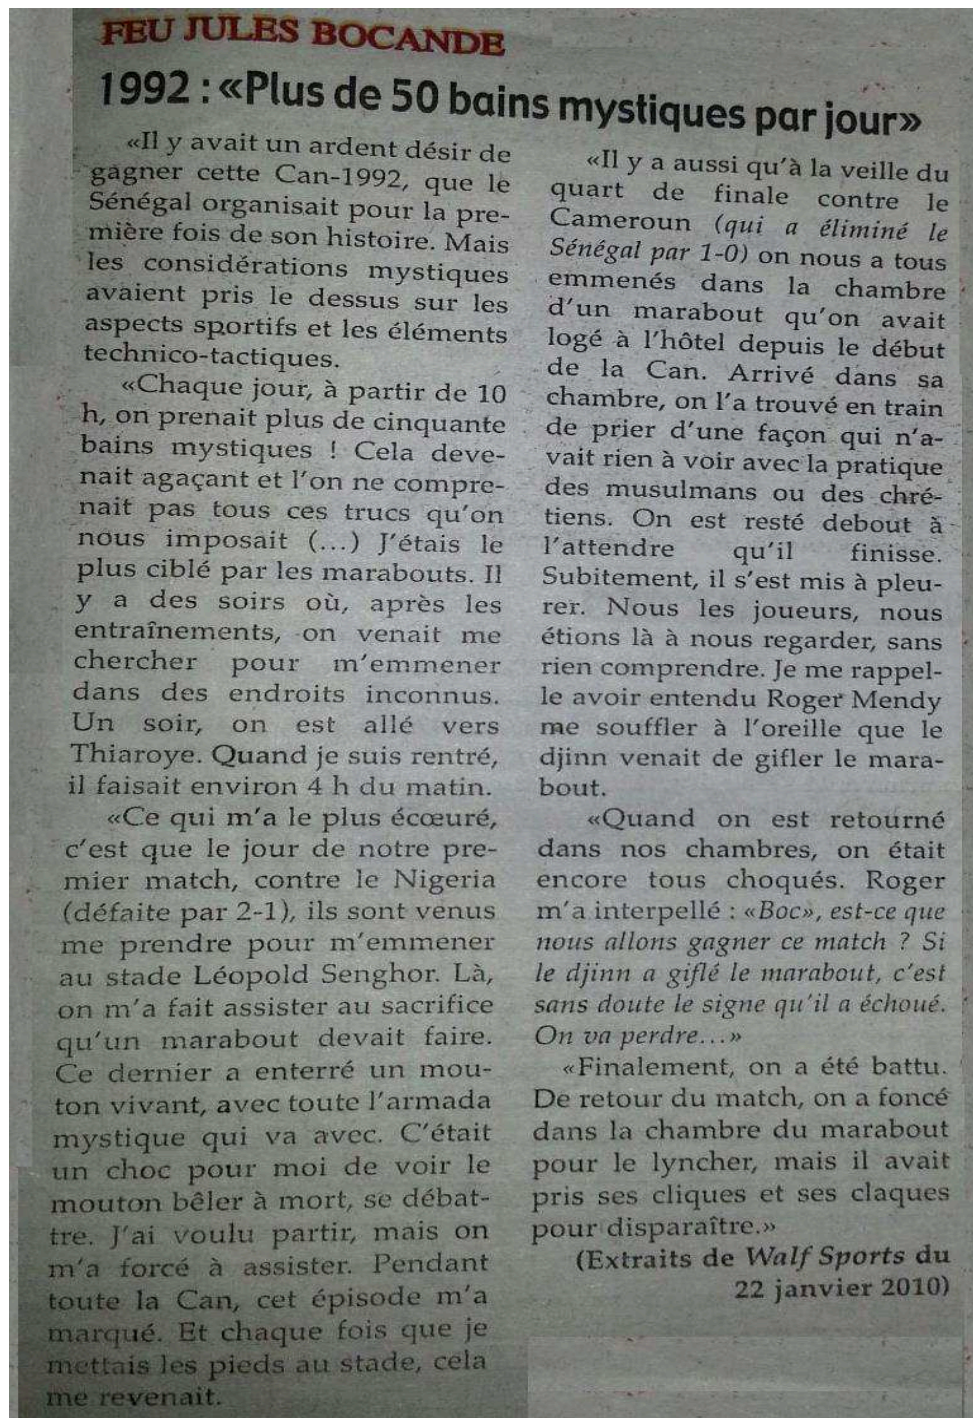 FEU JULES BOCANDE
1992 : «Plus de 50 bains mystiques par jour»
«Il y avait un ardent désir de
gagner cette Can-1992, que le
Sénégal organisait pour la pre-
mière fois de son histoire. Mais
les considérations mystiques
avaient pris le dessus sur les
aspects sportifs et les éléments
technico-tactiques.
«Chaque jour, à partir de 10
h, on prenait plus de cinquante
bains mystiques ! Cela deve-
nait agaçant et l'on ne compre-
nait pas tous ces trucs qu'on
nous imposait (...) J'étais le
plus ciblé par les marabouts. Il
y a des soirs où, après les
entraînements, on venait me
chercher pour m'emmener
dans des endroits inconnus.
Un soir, on est allé vers
Thiaroye. Quand je suis rentré,
il faisait environ 4 h du matin.
«Ce qui m'a le plus écœuré,
c'est que le jour de notre pre-
mier match, contre le Nigeria
(défaite par 2-1), ils sont venus
me prendre pour m'emmener
au stade Léopold Senghor. Là,
on m'a fait assister au sacrifice
qu'un marabout devait faire.
Ce dernier a enterré un mou-
ton vivant, avec toute l'armada
mystique qui va avec. C'était
un choc pour moi de voir le
mouton bêler à mort, se débat-
tre. J'ai voulu partir, mais on
m'a forcé à assister. Pendant
toute la Can, cet épisode m'a
marqué. Et chaque fois que je
mettais les pieds au stade, cela
me revenait.
«Il y a aussi qu'à la veille du
quart de finale contre le
Cameroun (qui a éliminé le
Sénégal par 1-0) on nous a tous
emmenés dans la chambre
d'un marabout qu'on avait
logé à l'hôtel depuis le début
de la Can. Arrivé dans sa
chambre, on l'a trouvé en train
de prier d'une façon qui n'a-
vait rien à voir avec la pratique
des musulmans ou des chré-
tiens. On est resté debout à
l'attendre qu'il finisse.
Subitement, il s'est mis à pleu-
rer. Nous les joueurs, nous
étions là à nous regarder, sans
rien comprendre. Je me rappel-
le avoir entendu Roger Mendy
me souffler à l'oreille que le
djinn venait de gifler le mara-
bout.
«Quand on est retourné
dans nos chambres, on était
encore tous choqués. Roger
m'a interpellé : «Boc», est-ce que
nous allons gagner ce match ? Si
le djinn a giflé le marabout, c'est
sans doute le signe qu'il a échoué.
On va perdre...»
«Finalement, on a été battu.
De retour du match, on a foncé
dans la chambre du marabout
pour le lyncher, mais il avait
pris ses cliques et ses claques
pour disparaître.»
(Extraits de Walf Sports du
22 janvier 2010)